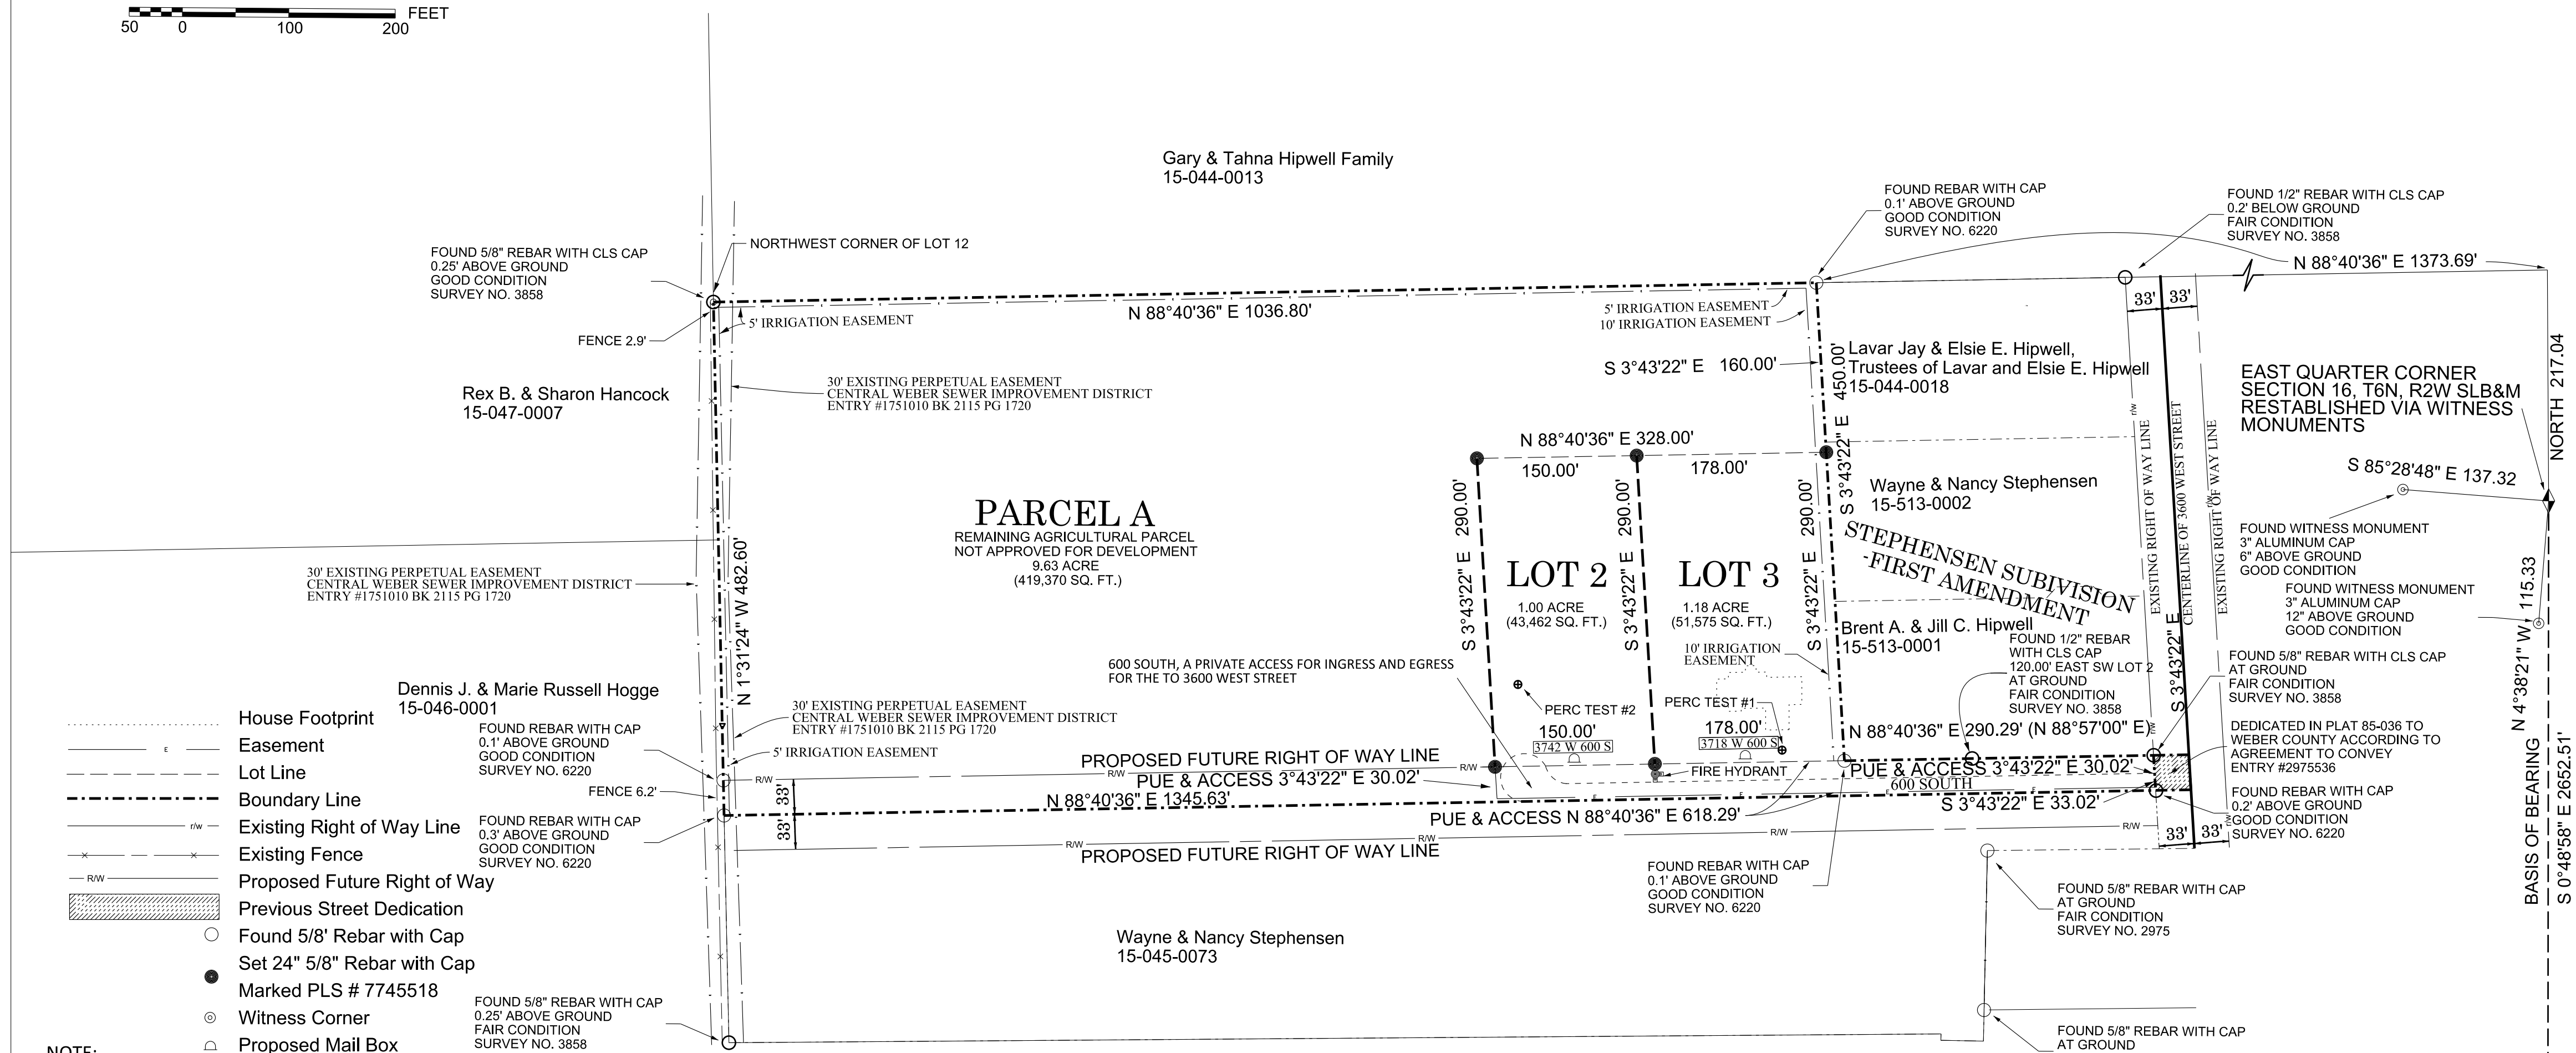 FEET
50 0 100 200
Gary & Tahna Hipwell Family
15-044-0013
FOUND REBAR WITH CAP
0.1' ABOVE GROUND
GOOD CONDITION
SURVEY NO. 6220
FOUND 1/2" REBAR WITH CLS CAP
0.2' BELOW GROUND
FAIR CONDITION
SURVEY NO. 3858
NORTHWEST CORNER OF LOT 12
FOUND 5/8" REBAR WITH CLS CAP
0.25' ABOVE GROUND
GOOD CONDITION
SURVEY NO. 3858
N 88°40'36" E 1373.69'
33' 33'
N 88°40'36" E 1036.80'
5' IRRIGATION EASEMENT
5' IRRIGATION EASEMENT
10' IRRIGATION EASEMENT
FENCE 2.9'
Rex B. & Sharon Hancock
15-047-0007
30' EXISTING PERPETUAL EASEMENT
CENTRAL WEBER SEWER IMPROVEMENT DISTRICT
ENTRY #1751010 BK 2115 PG 1720
S 3°43'22" E 160.00'
S 3°43'22" E 450.00'
Lavar Jay & Elsie E. Hipwell,
Trustees of Lavar and Elsie E. Hipwell
15-044-0018
EAST QUARTER CORNER
SECTION 16, T6N, R2W SLB&M
RESTABLISHED VIA WITNESS
MONUMENTS
NORTH 217.04
r/w
EXISTING RIGHT OF WAY LINE
CENTERLINE OF 3600 WEST STREET
r/w
EXISTING RIGHT OF WAY LINE
S 85°28'48" E 137.32
N 88°40'36" E 328.00'
150.00'
178.00'
Wayne & Nancy Stephensen
15-513-0002
S 3°43'22" E 290.00'
S 3°43'22" E 290.00'
S 3°43'22" E 290.00'
PARCEL A
REMAINING AGRICULTURAL PARCEL
NOT APPROVED FOR DEVELOPMENT
9.63 ACRE
(419,370 SQ. FT.)
LOT 2
1.00 ACRE
(43,462 SQ. FT.)
LOT 3
1.18 ACRE
(51,575 SQ. FT.)
STEPHENSEN SUBIVISION
-FIRST AMENDMENT
FOUND WITNESS MONUMENT
3" ALUMINUM CAP
6" ABOVE GROUND
GOOD CONDITION
FOUND WITNESS MONUMENT
3" ALUMINUM CAP
12" ABOVE GROUND
GOOD CONDITION
N 4°38'21" W 115.33
30' EXISTING PERPETUAL EASEMENT
CENTRAL WEBER SEWER IMPROVEMENT DISTRICT
ENTRY #1751010 BK 2115 PG 1720
N 1°31'24" W 482.60'
Brent A. & Jill C. Hipwell
15-513-0001
S 3°43'22" E
FOUND 1/2" REBAR
WITH CLS CAP
120.00' EAST SW LOT 2
AT GROUND
FAIR CONDITION
SURVEY NO. 3858
FOUND 5/8" REBAR WITH CLS CAP
AT GROUND
FAIR CONDITION
SURVEY NO. 3858
10' IRRIGATION
EASEMENT
600 SOUTH, A PRIVATE ACCESS FOR INGRESS AND EGRESS
FOR THE TO 3600 WEST STREET
Dennis J. & Marie Russell Hogge
15-046-0001
PERC TEST #2
PERC TEST #1
150.00'
178.00'
3742 W 600 S
3718 W 600 S
N 88°40'36" E 290.29' (N 88°57'00" E)
r/w
DEDICATED IN PLAT 85-036 TO
WEBER COUNTY ACCORDING TO
AGREEMENT TO CONVEY
ENTRY #2975536
30' EXISTING PERPETUAL EASEMENT
CENTRAL WEBER SEWER IMPROVEMENT DISTRICT
ENTRY #1751010 BK 2115 PG 1720
5' IRRIGATION EASEMENT
FOUND REBAR WITH CAP
0.1' ABOVE GROUND
GOOD CONDITION
SURVEY NO. 6220
PROPOSED FUTURE RIGHT OF WAY LINE
R/W R/W R/W
PUE & ACCESS 3°43'22" E 30.02'
FIRE HYDRANT
PUE & ACCESS 3°43'22" E 30.02'
600 SOUTH
E E E E
FENCE 6.2'
33'
33'
N 88°40'36" E 1345.63'
S 3°43'22" E 33.02'
PUE & ACCESS N 88°40'36" E 618.29'
FOUND REBAR WITH CAP
0.2' ABOVE GROUND
GOOD CONDITION
SURVEY NO. 6220
r/w
33' 33'
FOUND REBAR WITH CAP
0.3' ABOVE GROUND
GOOD CONDITION
SURVEY NO. 6220
R/W R/W R/W R/W
PROPOSED FUTURE RIGHT OF WAY LINE
FOUND REBAR WITH CAP
0.1' ABOVE GROUND
GOOD CONDITION
SURVEY NO. 6220
FOUND 5/8" REBAR WITH CAP
AT GROUND
FAIR CONDITION
SURVEY NO. 2975
BASIS OF BEARING
S 0°48'58" E 2652.51'
Wayne & Nancy Stephensen
15-045-0073
House Footprint
E Easement
Lot Line
Boundary Line
r/w Existing Right of Way Line
Existing Fence
R/W Proposed Future Right of Way
Previous Street Dedication
Found 5/8' Rebar with Cap
Set 24" 5/8" Rebar with Cap
Marked PLS # 7745518
Witness Corner
Proposed Mail Box
NOTE:
FOUND 5/8" REBAR WITH CAP
0.25' ABOVE GROUND
FAIR CONDITION
SURVEY NO. 3858
FOUND 5/8" REBAR WITH CAP
AT GROUND